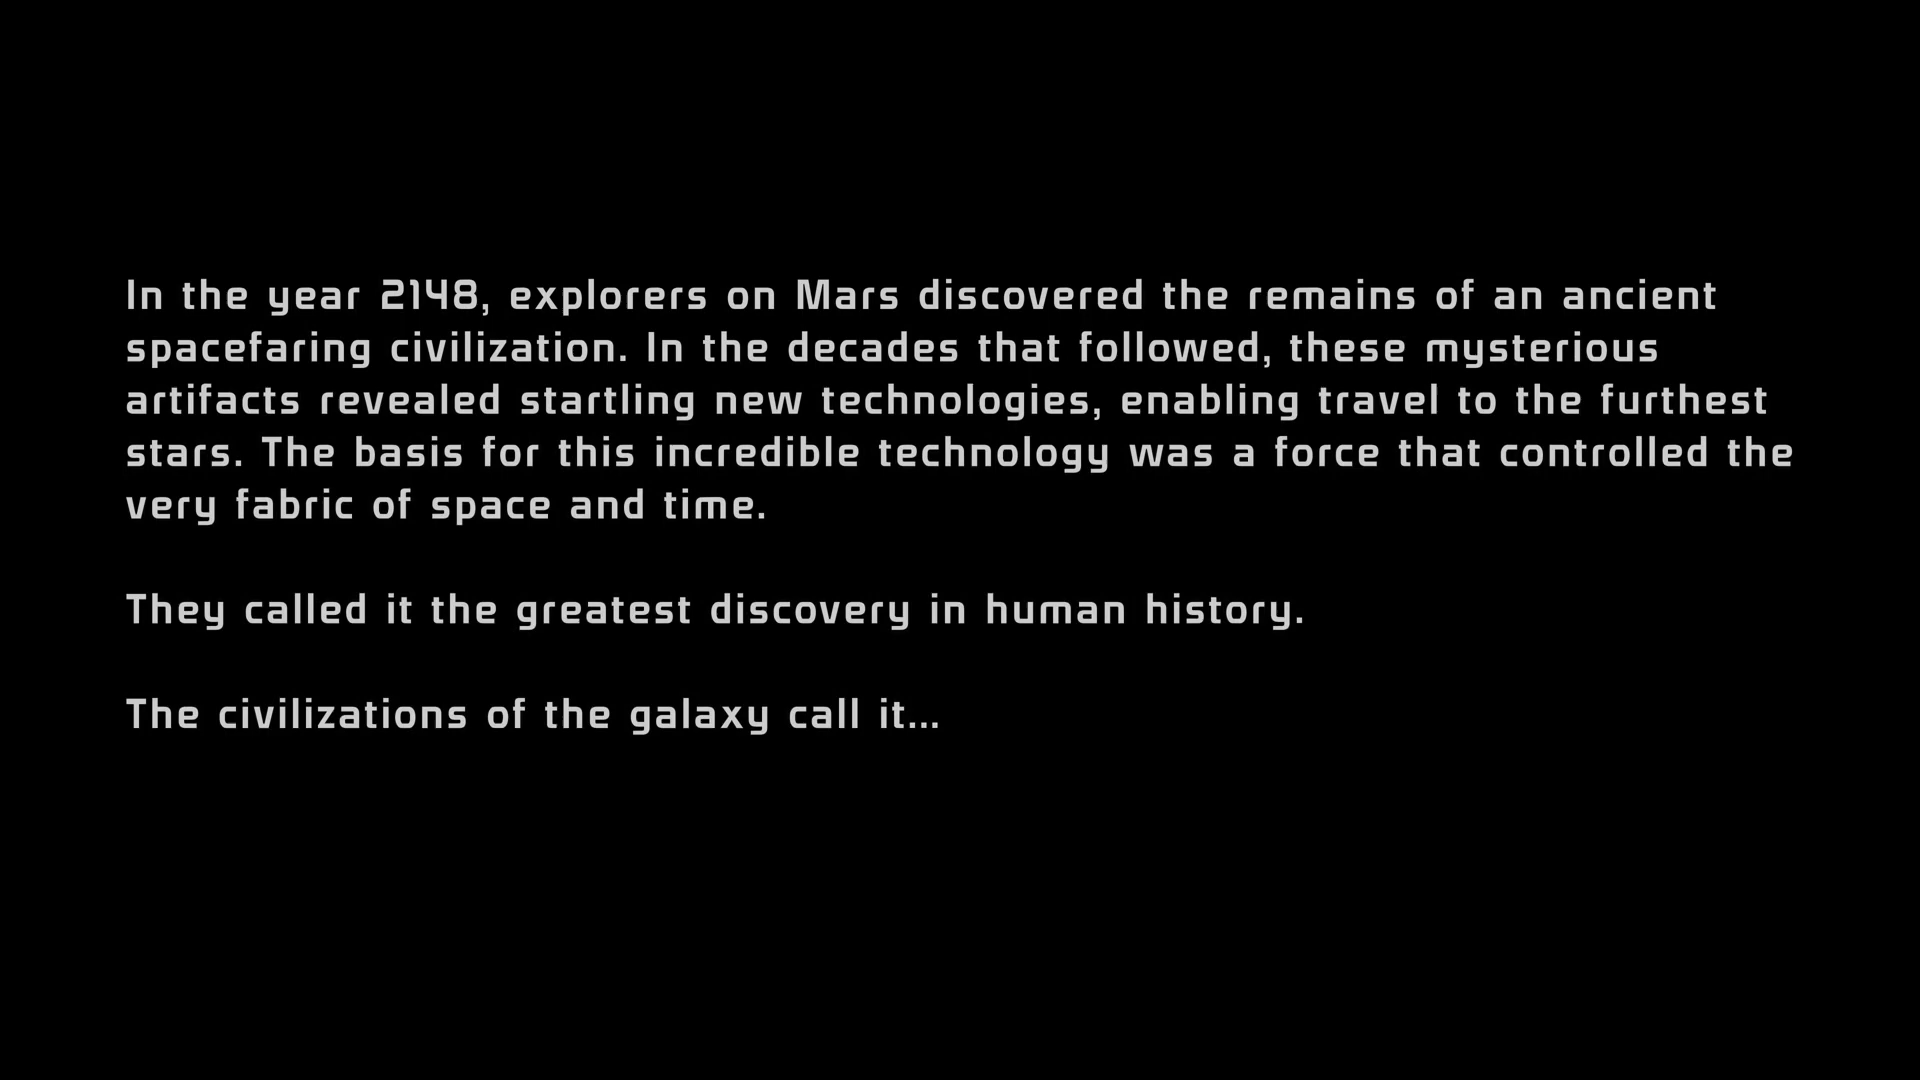 In the year 2148, explorers on Mars discovered the remains of an ancient
spacefaring civilization. In the decades that followed, these mysterious
artifacts revealed startling new technologies, enabling travel to the furthest
stars. The basis for this incredible technology was a force that controlled the
very fabric of space and time.
They called it the greatest discovery in human history.
The civilizations of the galaxy call it...